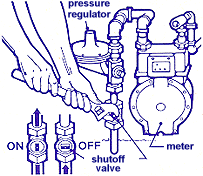 pressure
regulator
ON
OFF
meter
shutoff
valve